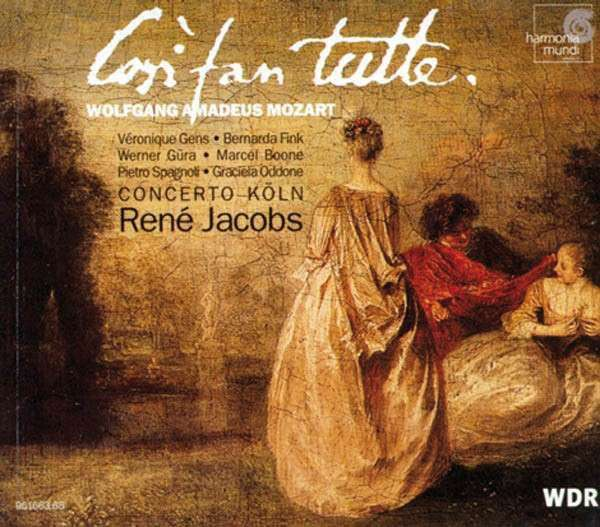 Così fan tutte.
harmonia
mundi
WOLFGANG AMADEUS MOZART
Véronique Gens • Bernarda Fink
Werner Güra • Marcel Boone
Pietro Spagnoli • Graciela Oddone
CONCERTO KÖLN
René Jacobs
WDR